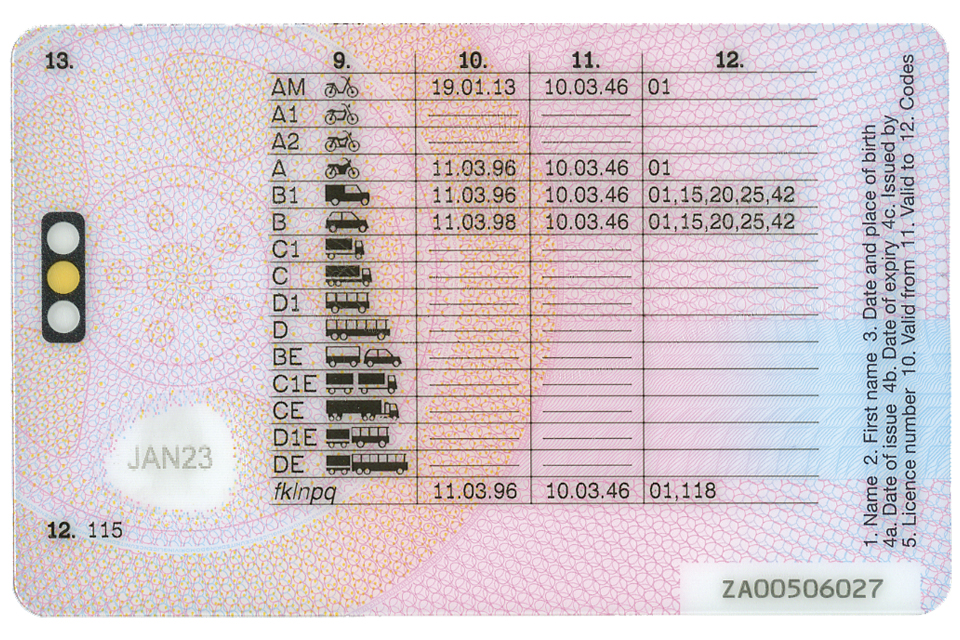 13.
9. 10. 11. 12.
AM 19.01.13 10.03.46 01
A1
A2
A 11.03.96 10.03.46 01
B1 11.03.96 10.03.46 01,15,20,25,42
B 11.03.98 10.03.46 01,15,20,25,42
C1
C
D1
D
BE
C1E
CE
D1E
DE
fklnpq 11.03.96 10.03.46 01,118
JAN23
12. 115
1. Name 2. First name 3. Date and place of birth
4a. Date of issue 4b. Date of expiry 4c. Issued by
5. Licence number 10. Valid from 11. Valid to 12. Codes
ZA00506027